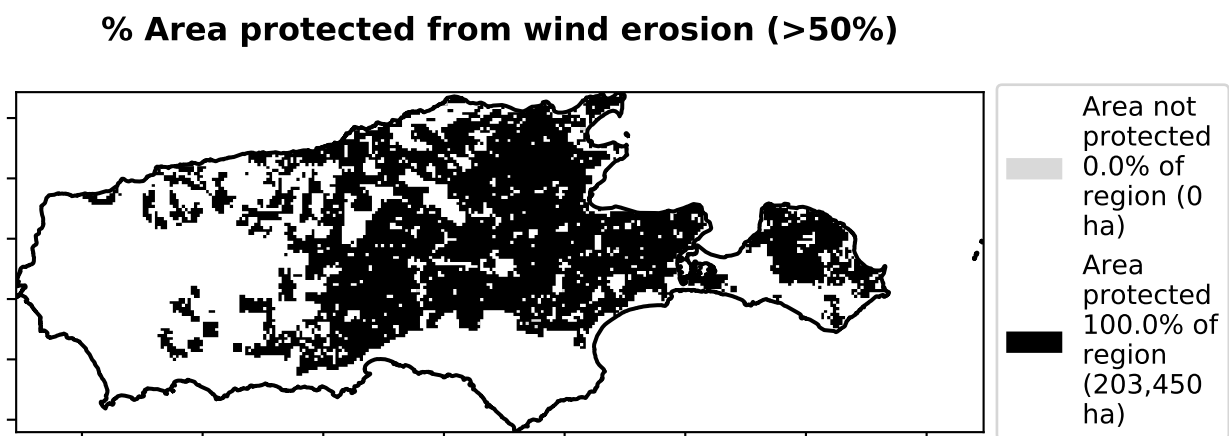 % Area protected from wind erosion (>50%)
Area not
protected
0.0% of
region (0
ha)
Area
protected
100.0% of
region
(203,450
ha)